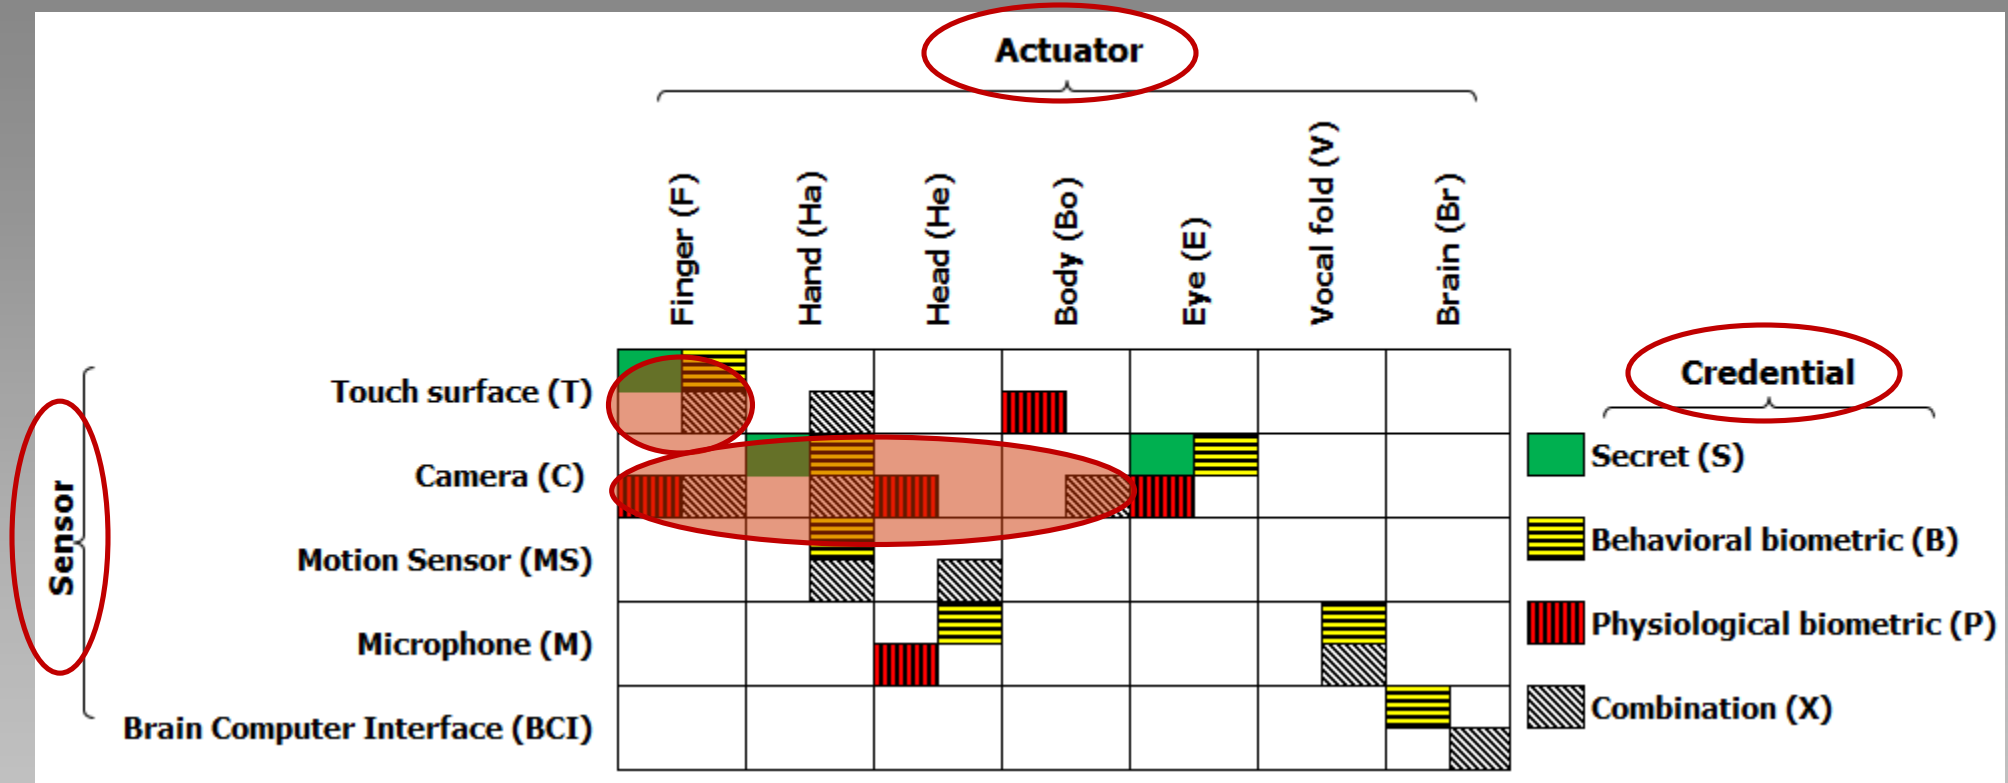 Actuator
Finger (F)
Hand (Ha)
Head (He)
Body (Bo)
Eye (E)
Vocal fold (V)
Brain (Br)
Sensor
Touch surface (T)
Camera (C)
Motion Sensor (MS)
Microphone (M)
Brain Computer Interface (BCI)
Credential
Secret (S)
Behavioral biometric (B)
Physiological biometric (P)
Combination (X)